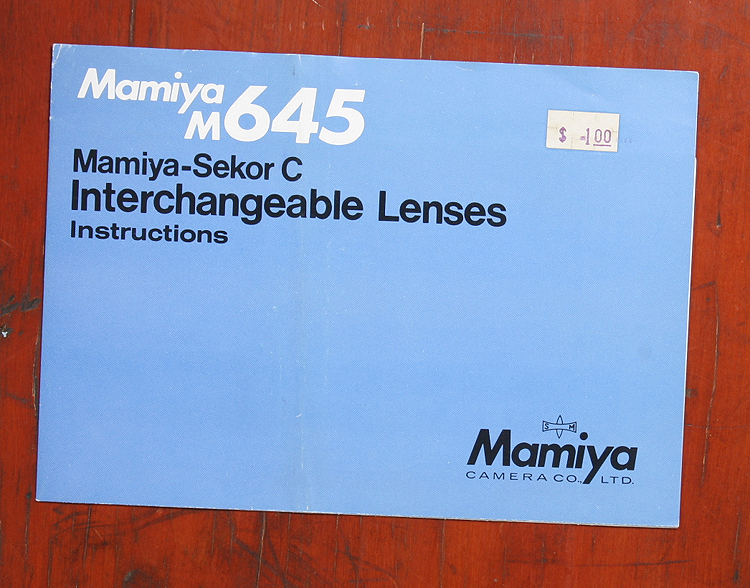 Mamiya
M645
Mamiya-Sekor C
Interchangeable Lenses
Instructions
$ -1.00
S M
Mamiya
CAMERA CO., LTD.